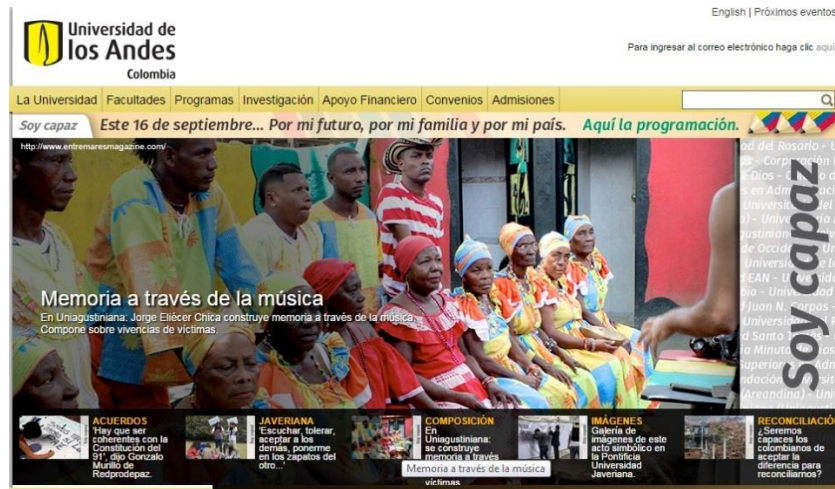 English | Próximos eventos
Universidad de
los Andes
Colombia
Para ingresar al correo electrónico haga clic aquí
La Universidad Facultades Programas Investigación Apoyo Financiero Convenios Admisiones
Soy capaz Este 16 de septiembre... Por mi futuro, por mi familia y por mi país. Aquí la programación.
http://www.entremaresmagazine.com/
Soy capaz
Memoria a través de la música
En Uniagustiniana: Jorge Eliécer Chica construye memoria a través de la música.
Compone sobre vivencias de víctimas.
ACUERDOS
'Hay que ser
coherentes con la
Constitución del
91', dijo Gonzalo
Murillo de
Redprodepaz.
JAVERIANA
'Escuchar, tolerar,
aceptar a los
demás, ponerme
en los zapatos del
otro...'
COMPOSICIÓN
En
Uniagustiniana:
se construye
memoria a través
Memoria a través de la música
víctimas
IMÁGENES
Galería de
imágenes de este
acto simbólico en
la Pontificia
Universidad
Javeriana.
RECONCILIACIÓN
¿Seremos
capaces los
colombianos de
aceptar la
diferencia para
reconciliarnos?